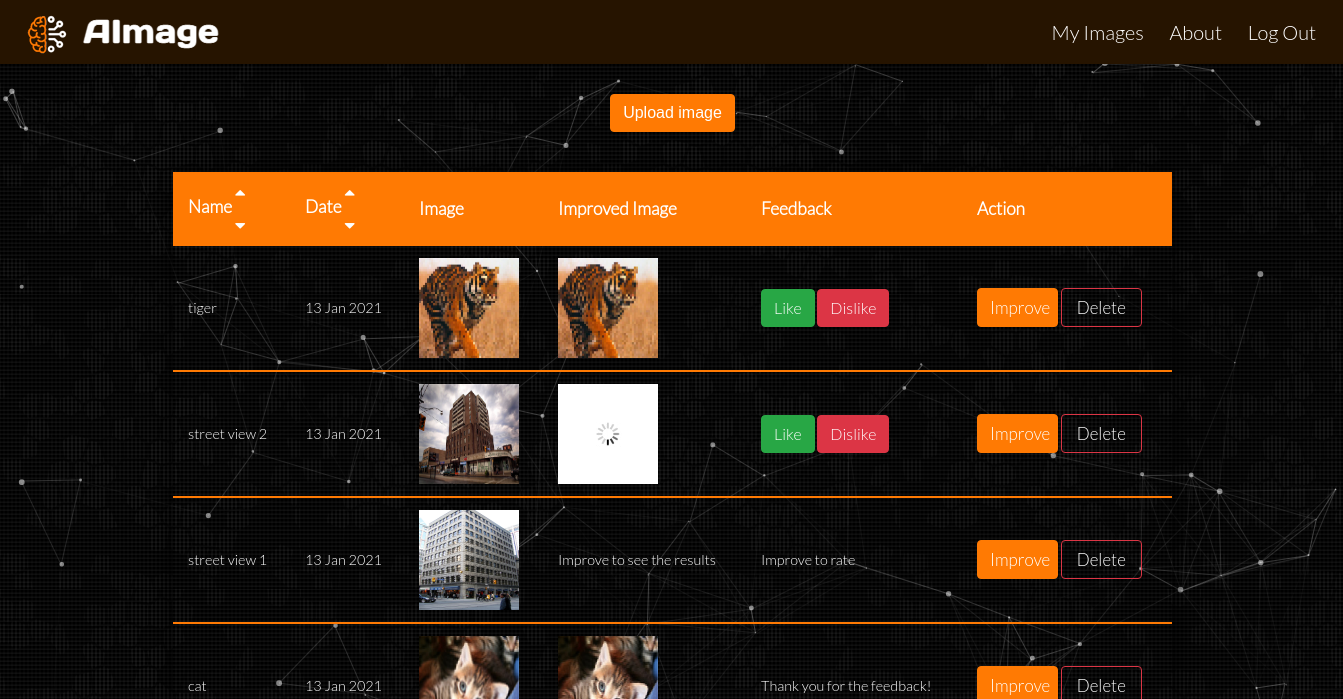 AImage
My Images About Log Out
Upload image
Name Date Image Improved Image Feedback Action
tiger 13 Jan 2021 Like Dislike Improve Delete
street view 2 13 Jan 2021 Like Dislike Improve Delete
street view 1 13 Jan 2021 Improve to see the results Improve to rate Improve Delete
cat 13 Jan 2021 Thank you for the feedback! Improve Delete